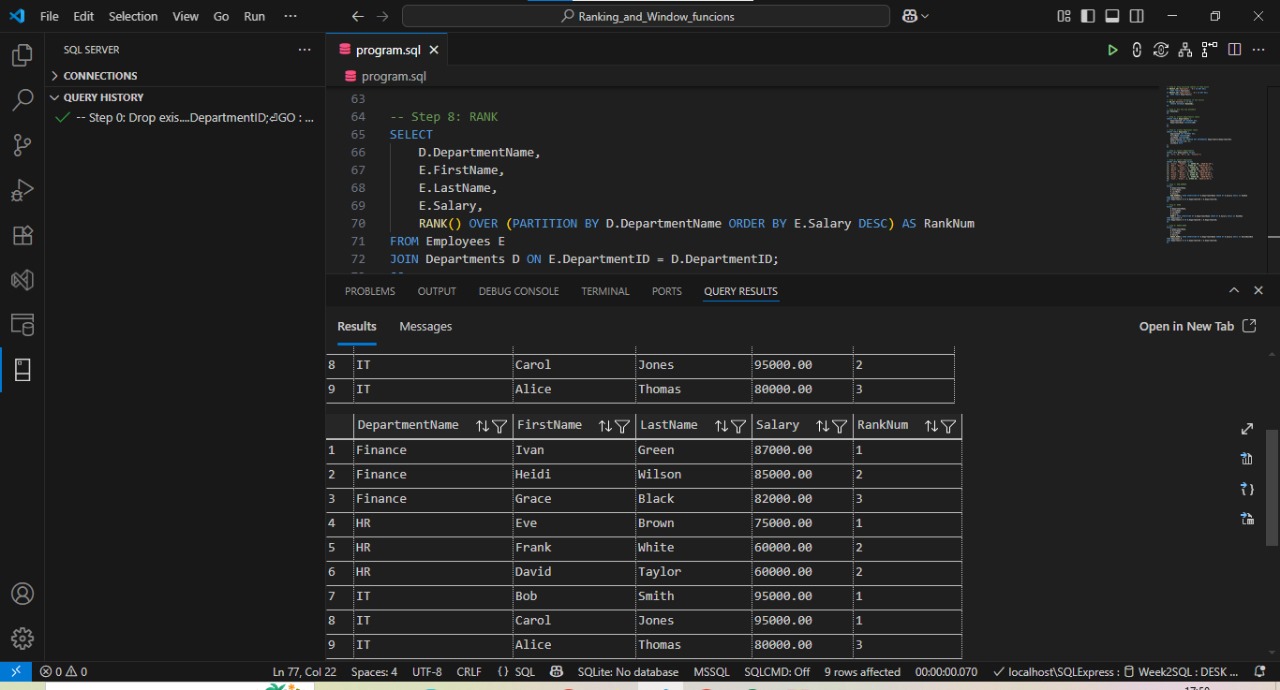 File Edit Selection View Go Run ··· Ranking_and_Window_funcions
SQL SERVER ···
CONNECTIONS
QUERY HISTORY
-- Step 0: Drop exis....DepartmentID;⏎GO : ...
program.sql
program.sql
63
64 -- Step 8: RANK
65 SELECT
66 D.DepartmentName,
67 E.FirstName,
68 E.LastName,
69 E.Salary,
70 RANK() OVER (PARTITION BY D.DepartmentName ORDER BY E.Salary DESC) AS RankNum
71 FROM Employees E
72 JOIN Departments D ON E.DepartmentID = D.DepartmentID;
PROBLEMS OUTPUT DEBUG CONSOLE TERMINAL PORTS QUERY RESULTS
Results Messages Open in New Tab
8 IT Carol Jones 95000.00 2
9 IT Alice Thomas 80000.00 3
DepartmentName FirstName LastName Salary RankNum
1 Finance Ivan Green 87000.00 1
2 Finance Heidi Wilson 85000.00 2
3 Finance Grace Black 82000.00 3
4 HR Eve Brown 75000.00 1
5 HR Frank White 60000.00 2
6 HR David Taylor 60000.00 2
7 IT Bob Smith 95000.00 1
8 IT Carol Jones 95000.00 1
9 IT Alice Thomas 80000.00 3
0 0 Ln 77, Col 22 Spaces: 4 UTF-8 CRLF {} SQL SQLite: No database MSSQL SQLCMD: Off 9 rows affected 00:00:00.070 localhost\SQLExpress : Week2SQL : DESK ...